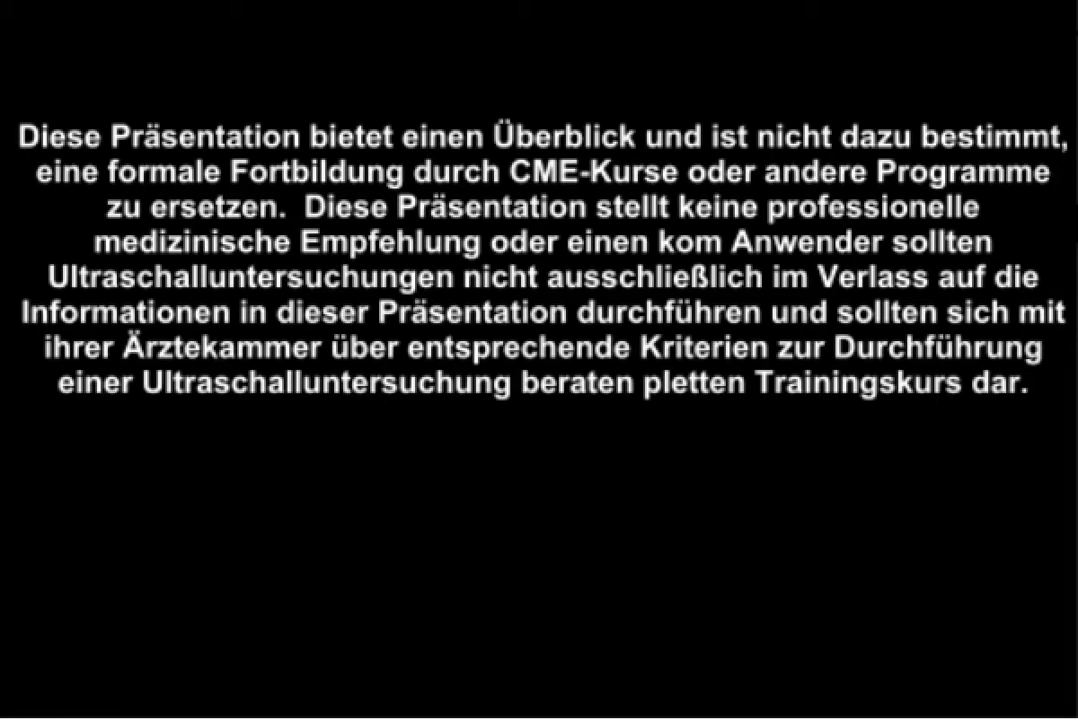 Diese Präsentation bietet einen Überblick und ist nicht dazu bestimmt,
eine formale Fortbildung durch CME-Kurse oder andere Programme
zu ersetzen.  Diese Präsentation stellt keine professionelle
medizinische Empfehlung oder einen kom Anwender sollten
Ultraschalluntersuchungen nicht ausschließlich im Verlass auf die
Informationen in dieser Präsentation durchführen und sollten sich mit
ihrer Ärztekammer über entsprechende Kriterien zur Durchführung
einer Ultraschalluntersuchung beraten pletten Trainingskurs dar.